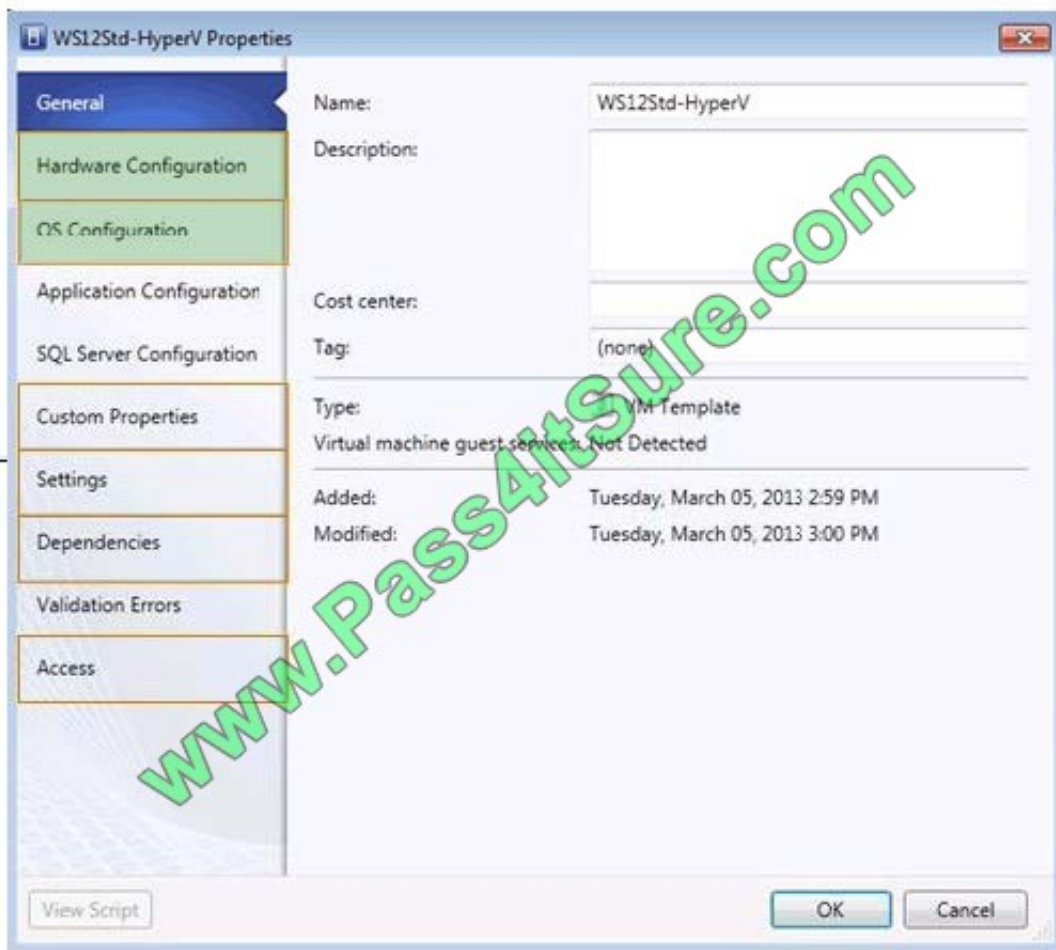 WS12Std-HyperV Properties
General
Hardware Configuration
OS Configuration
Application Configuration
SQL Server Configuration
Custom Properties
Settings
Dependencies
Validation Errors
Access
Name: WS12Std-HyperV
Description:
Cost center:
Tag: (none)
Type: VM Template
Virtual machine guest services: Not Detected
Added: Tuesday, March 05, 2013 2:59 PM
Modified: Tuesday, March 05, 2013 3:00 PM
www.Pass4itSure.com
View Script
OK
Cancel